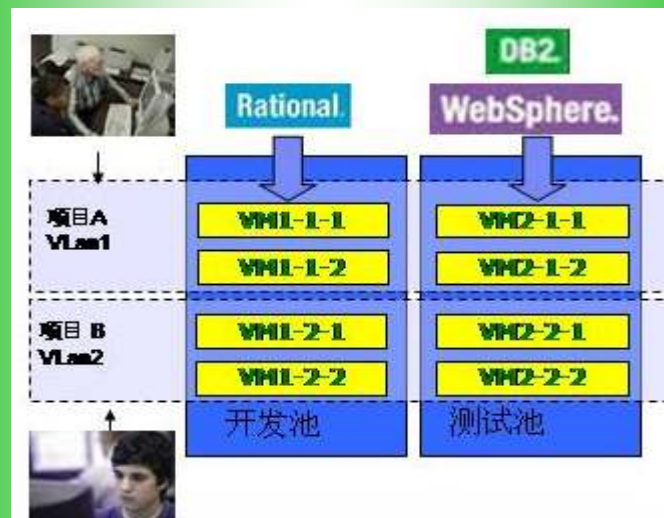 DB2.
Rational.
WebSphere.
项目A
VLan1
VM1-1-1
VM2-1-1
VM1-1-2
VM2-1-2
项目 B
VLan2
VM1-2-1
VM2-2-1
VM1-2-2
VM2-2-2
开发池
测试池